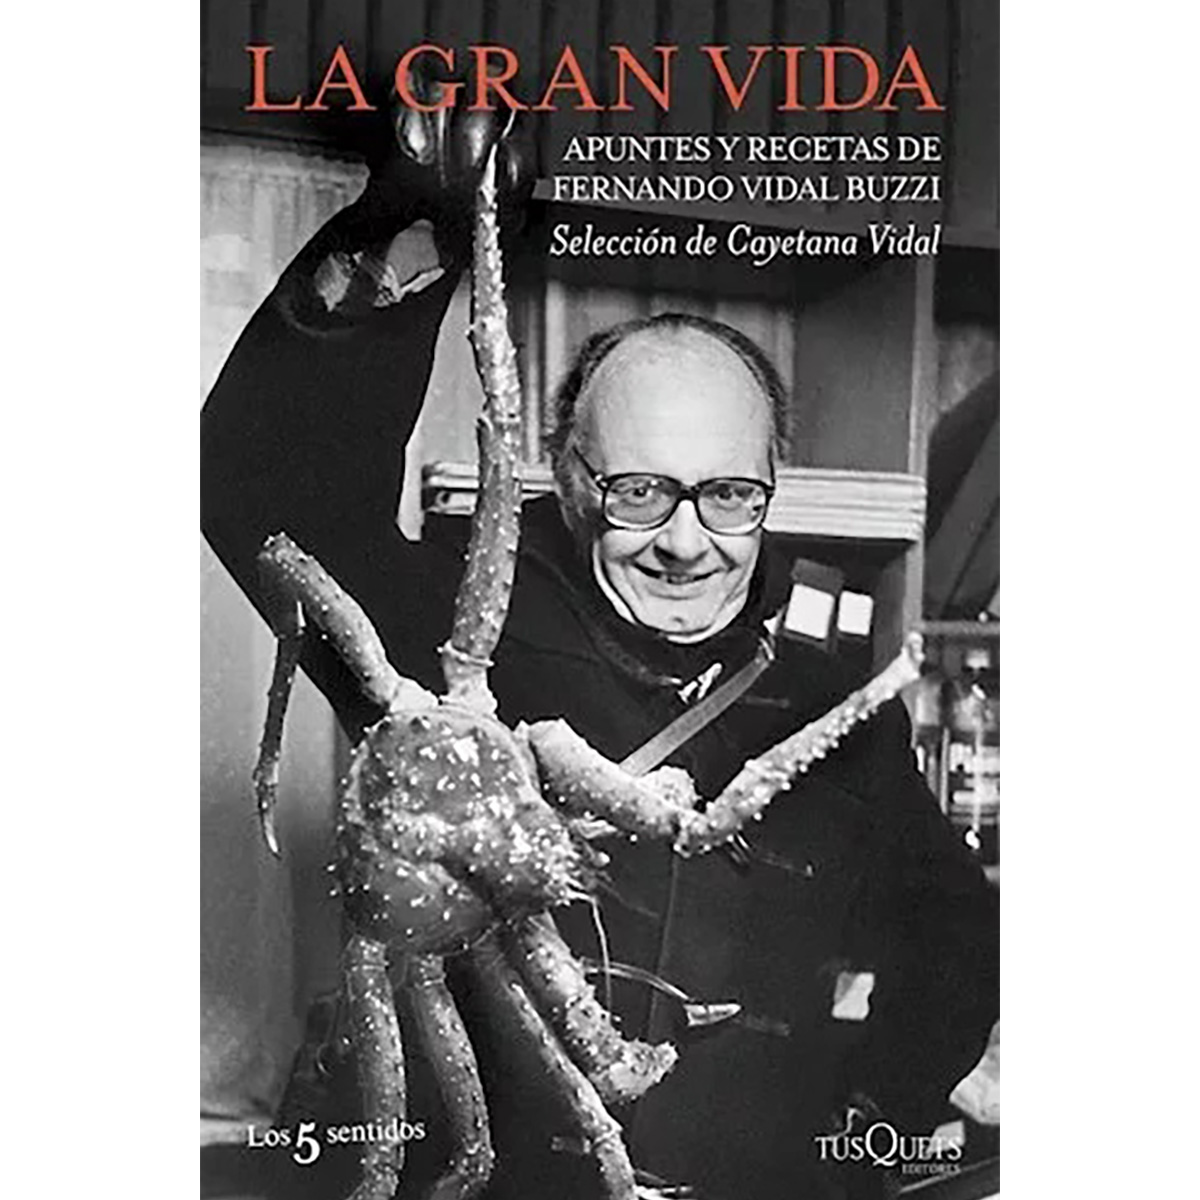 LA GRAN VIDA
APUNTES Y RECETAS DE
FERNANDO VIDAL BUZZI
Selección de Cayetana Vidal
Los 5 sentidos
TUSQUETS
EDITORES